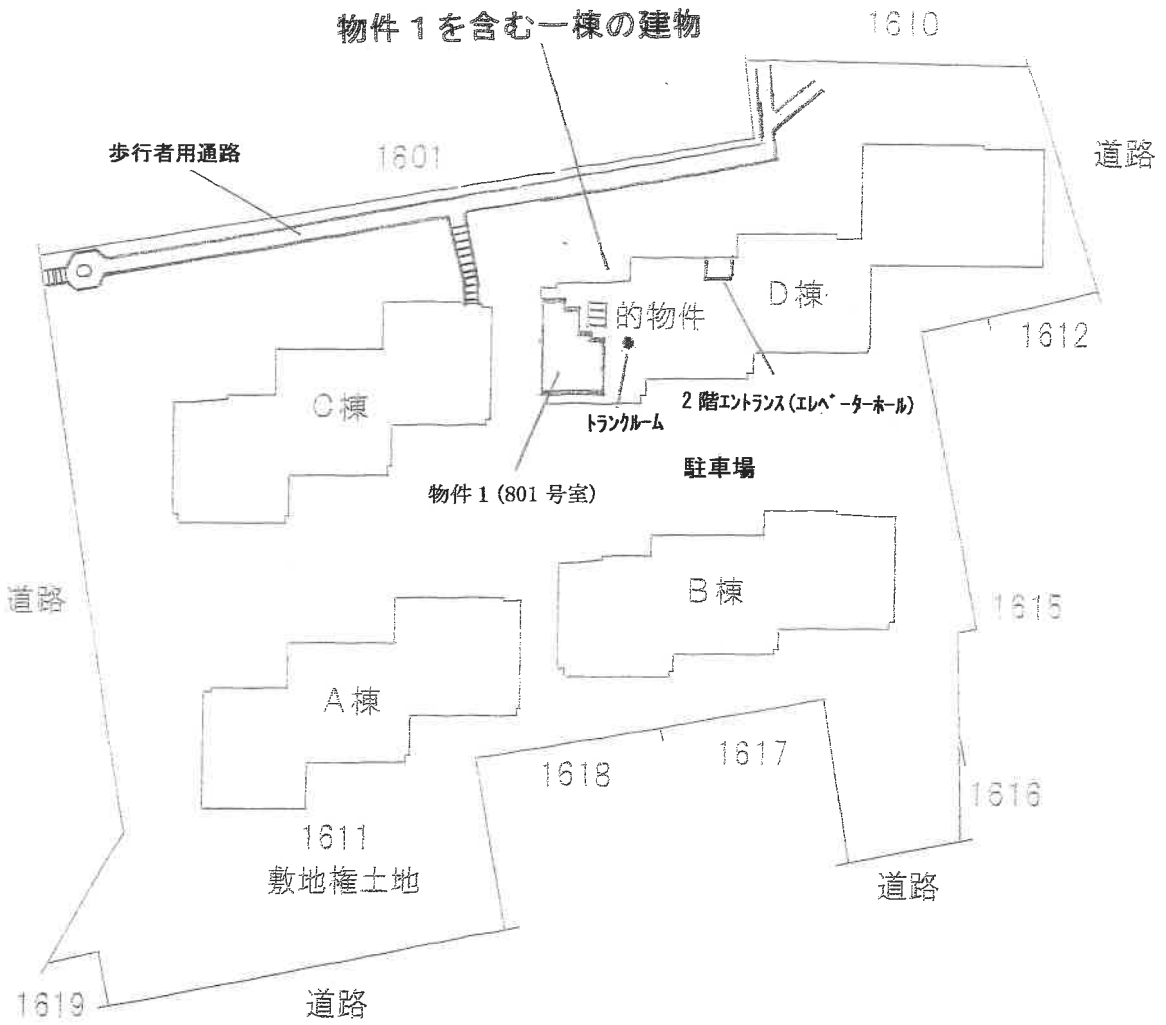 物件1を含む一棟の建物
1610
歩行者用通路
1601
道路
D棟
的物件
1612
C棟
2階エントランス(エレベーターホール)
トランクルーム
駐車場
物件1(801号室)
道路
B棟
1615
A棟
1618
1617
1616
1611
敷地権土地
道路
1619
道路